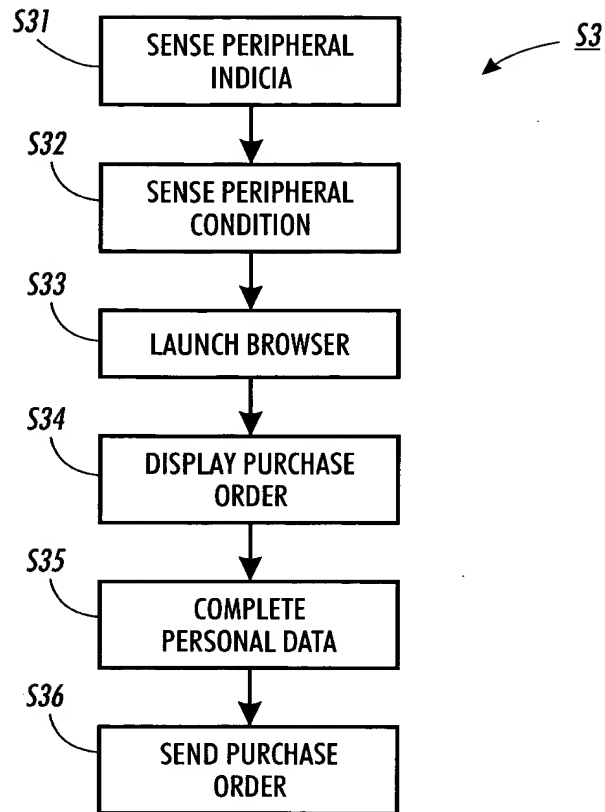 S31
S3
SENSE PERIPHERAL
INDICIA
S32
SENSE PERIPHERAL
CONDITION
S33
LAUNCH BROWSER
S34
DISPLAY PURCHASE
ORDER
S35
COMPLETE
PERSONAL DATA
S36
SEND PURCHASE
ORDER